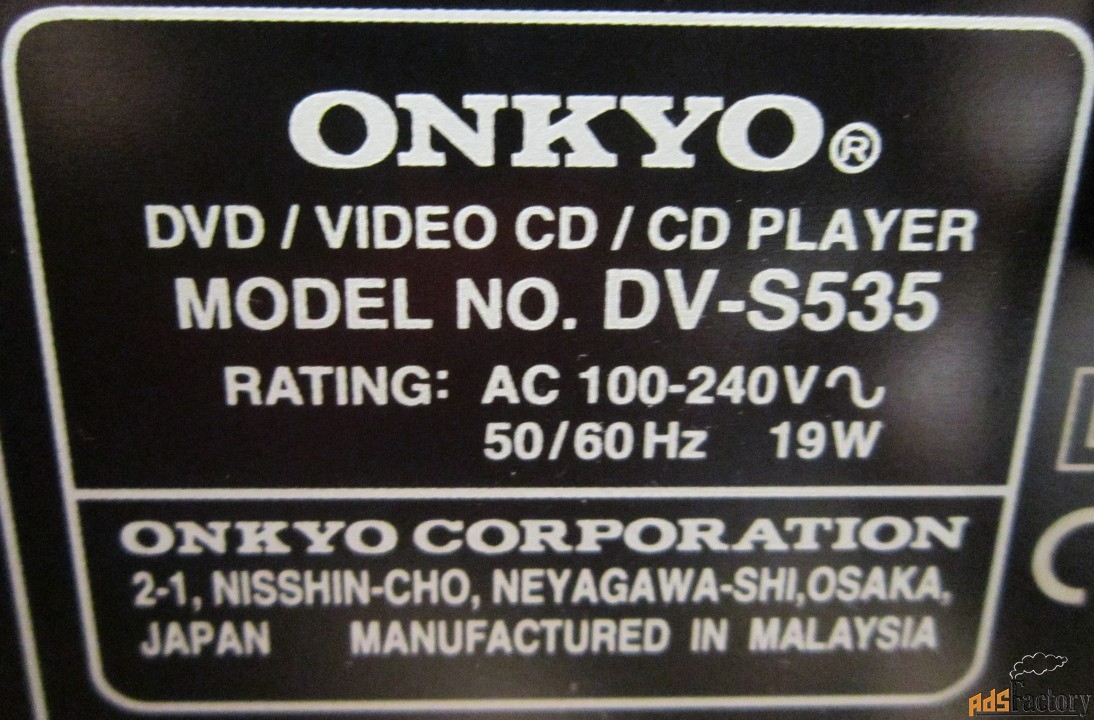 ONKYO®
DVD / VIDEO CD / CD PLAYER
MODEL NO. DV-S535
RATING: AC 100-240V∿
50/60Hz 19W
ONKYO CORPORATION
2-1, NISSHIN-CHO, NEYAGAWA-SHI,OSAKA,
JAPAN MANUFACTURED IN MALAYSIA
AdsFactory